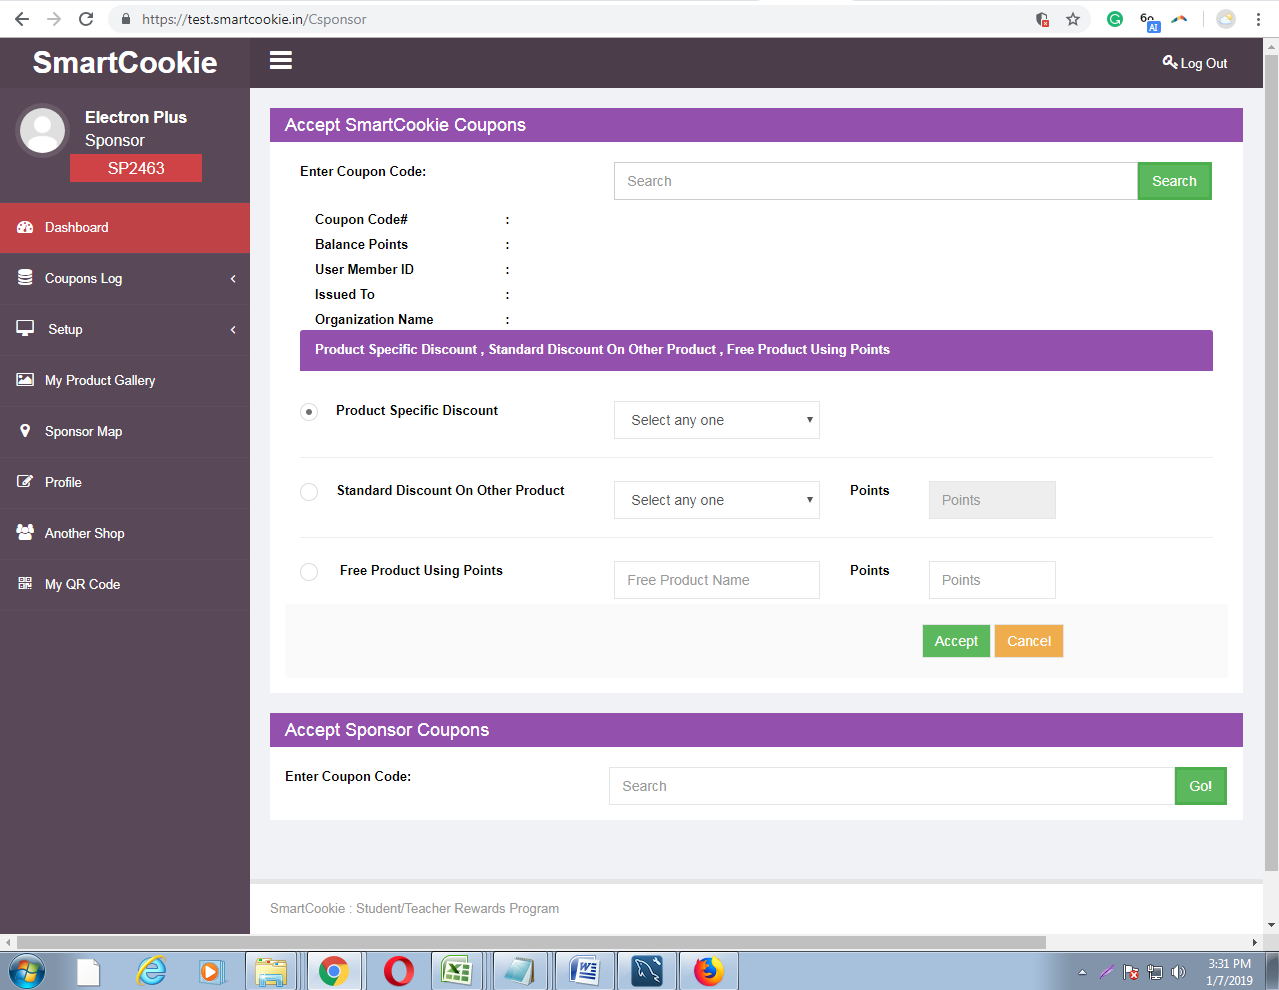 https://test.smartcookie.in/Csponsor
AI
SmartCookie
Log Out
Electron Plus
Sponsor
SP2463
Dashboard
Coupons Log
Setup
My Product Gallery
Sponsor Map
Profile
Another Shop
My QR Code
Accept SmartCookie Coupons
Enter Coupon Code:
Search
Search
Coupon Code# :
Balance Points :
User Member ID :
Issued To :
Organization Name :
Product Specific Discount , Standard Discount On Other Product , Free Product Using Points
Product Specific Discount
Select any one
Standard Discount On Other Product
Select any one
Points
Points
Free Product Using Points
Free Product Name
Points
Points
Accept
Cancel
Accept Sponsor Coupons
Enter Coupon Code:
Search
Go!
SmartCookie : Student/Teacher Rewards Program
3:31 PM
1/7/2019